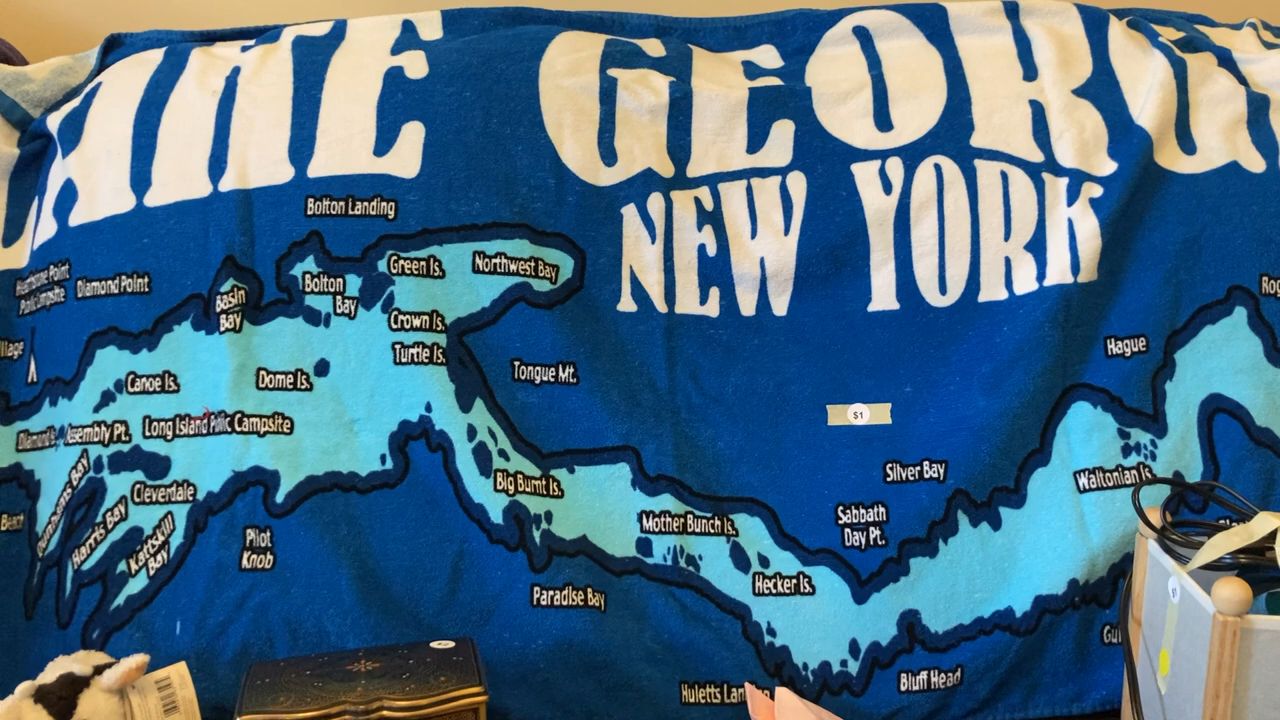 LAKE GEORG
NEW YORK
Bolton Landing
Green Is.
Northwest Bay
Diamond Point
Basin
Bay
Bolton
Bay
Crown Is.
Turtle Is.
Tongue Mt.
Hague
Canoe Is.
Dome Is.
$1
Assembly Pt.
Long Island Public Campsite
Cleverdale
Harris Bay
Kattskill
Bay
Pilot
Knob
Beach
Big Burnt Is.
Mother Bunch Is.
Silver Bay
Sabbath
Day Pt.
Waltonian Is.
Hecker Is.
Paradise Bay
Huletts
Bluff Head